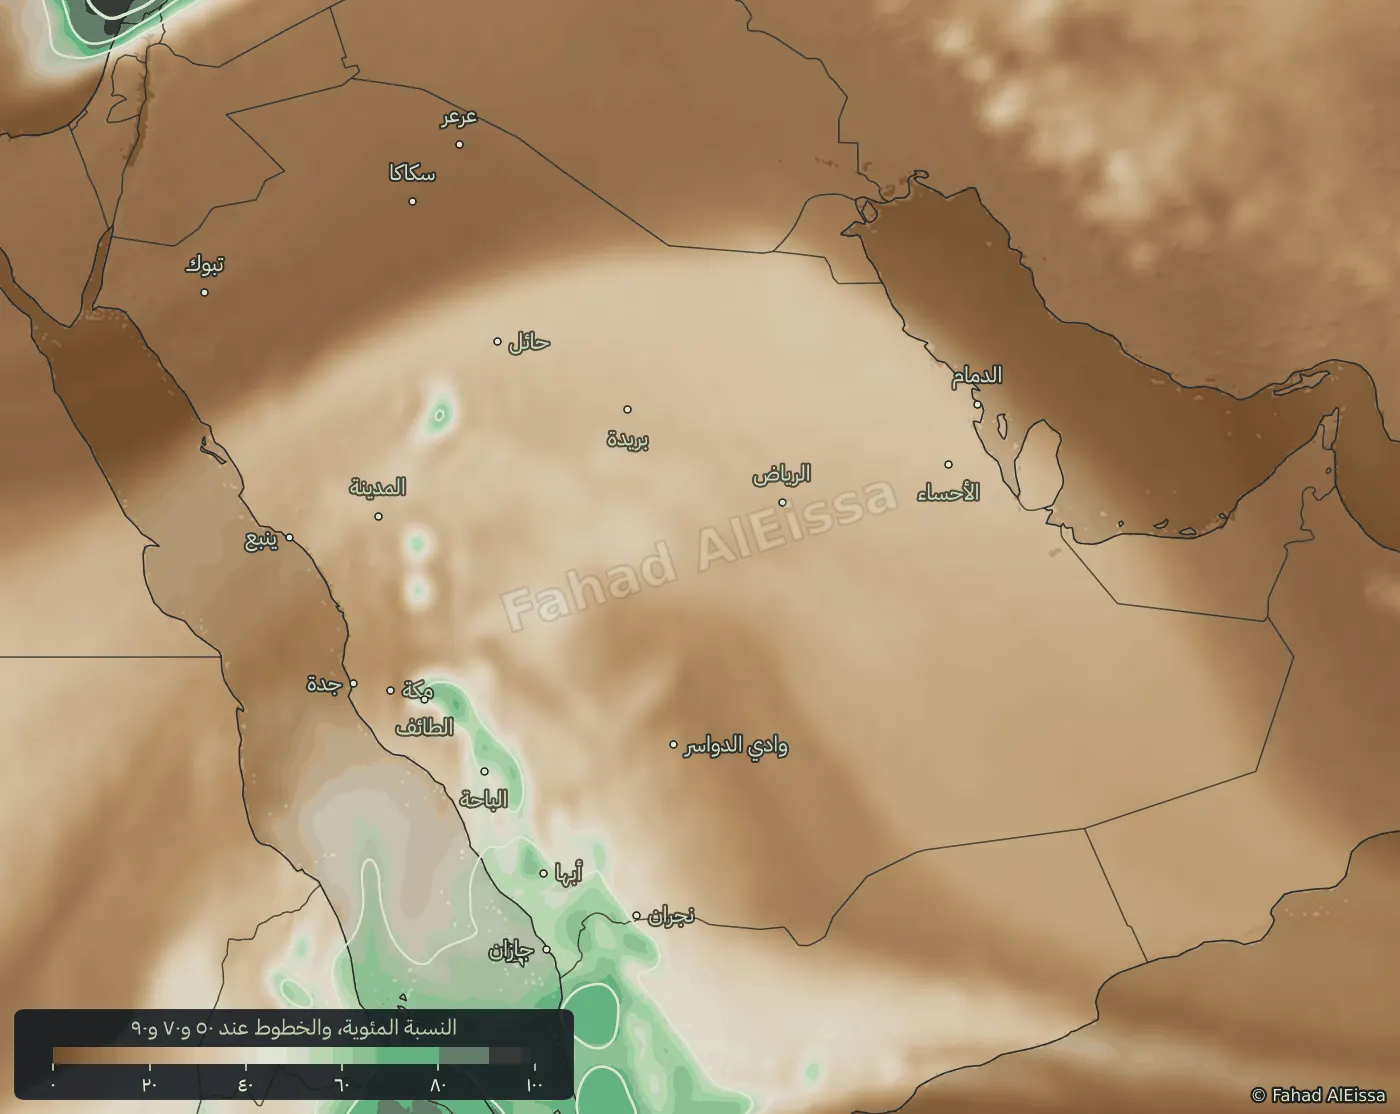 عرعر
سكاكا
تبوك
حائل
الدمام
بريدة
الرياض
الأحساء
المدينة
ينبع
Fahad AlEissa
جدة
مكة
الطائف
وادي الدواسر
الباحة
أبها
نجران
جازان
النسبة المئوية، والخطوط عند ٥٠ و٧٠ و٩٠
٠ ٢٠ ٤٠ ٦٠ ٨٠ ١٠٠
© Fahad AlEissa